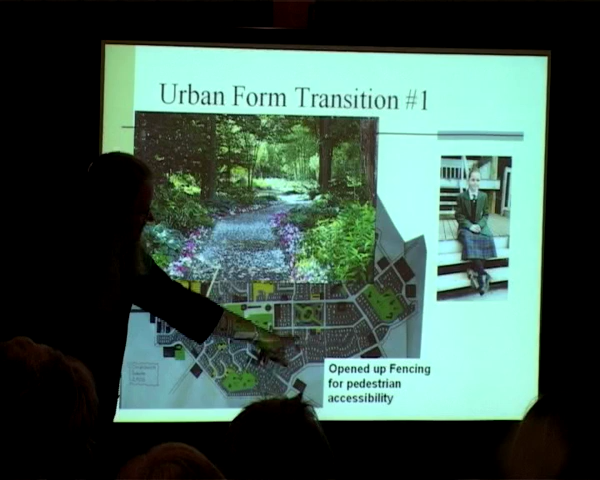 Urban Form Transition #1
Opened up Fencing
for pedestrian
accessibility